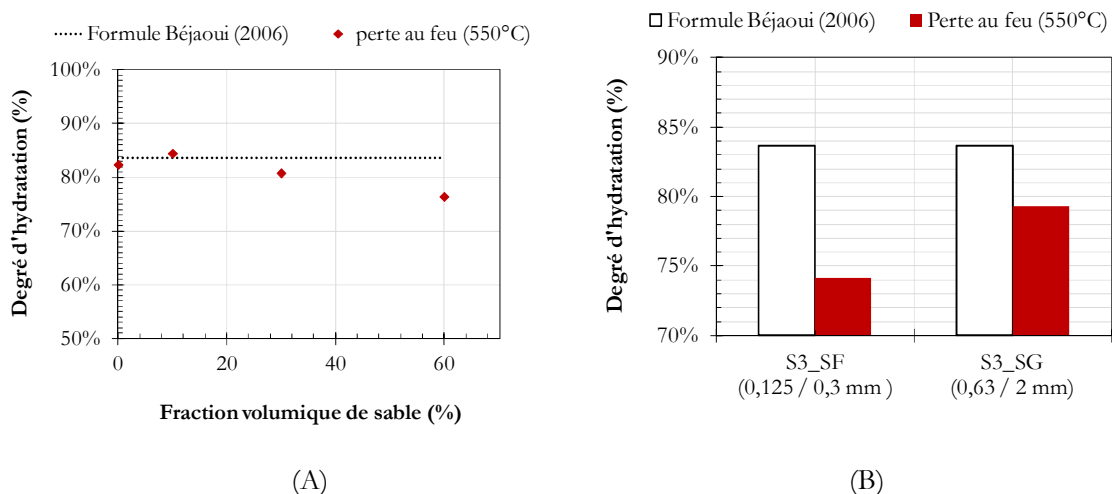 Formule Béjaoui (2006) perte au feu (550°C)
100%
90%
80%
70%
60%
50%
0 20 40 60
Degré d'hydratation (%)
Fraction volumique de sable (%)
(A)
Formule Béjaoui (2006) Perte au feu (550°C)
90%
85%
80%
75%
70%
Degré d'hydratation (%)
S3_SF S3_SG
(0,125 / 0,3 mm ) (0,63 / 2 mm)
(B)